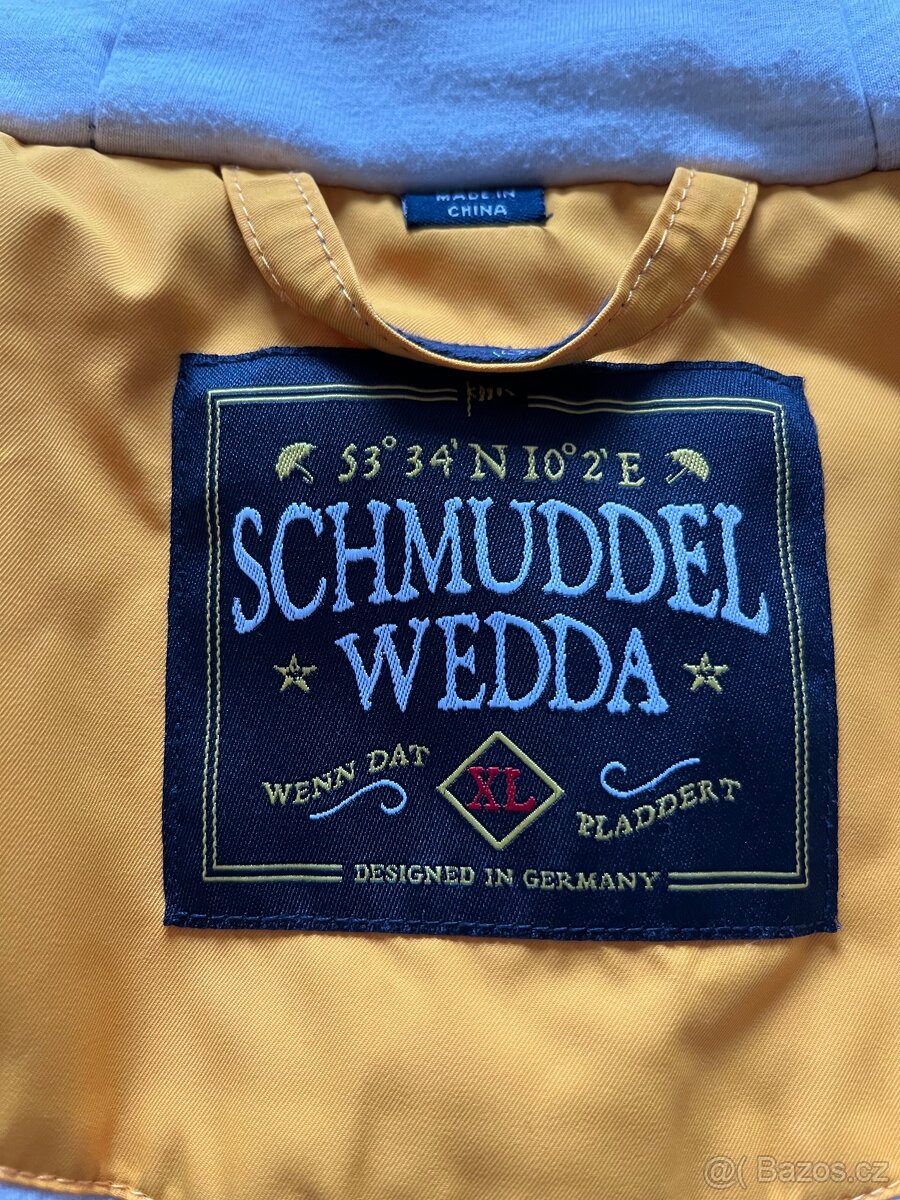 MADE IN
CHINA
53° 34' N 10° 2' E
SCHMUDDEL
WEDDA
WENN DAT XL PLADDERT
DESIGNED IN GERMANY
@( Bazos.cz